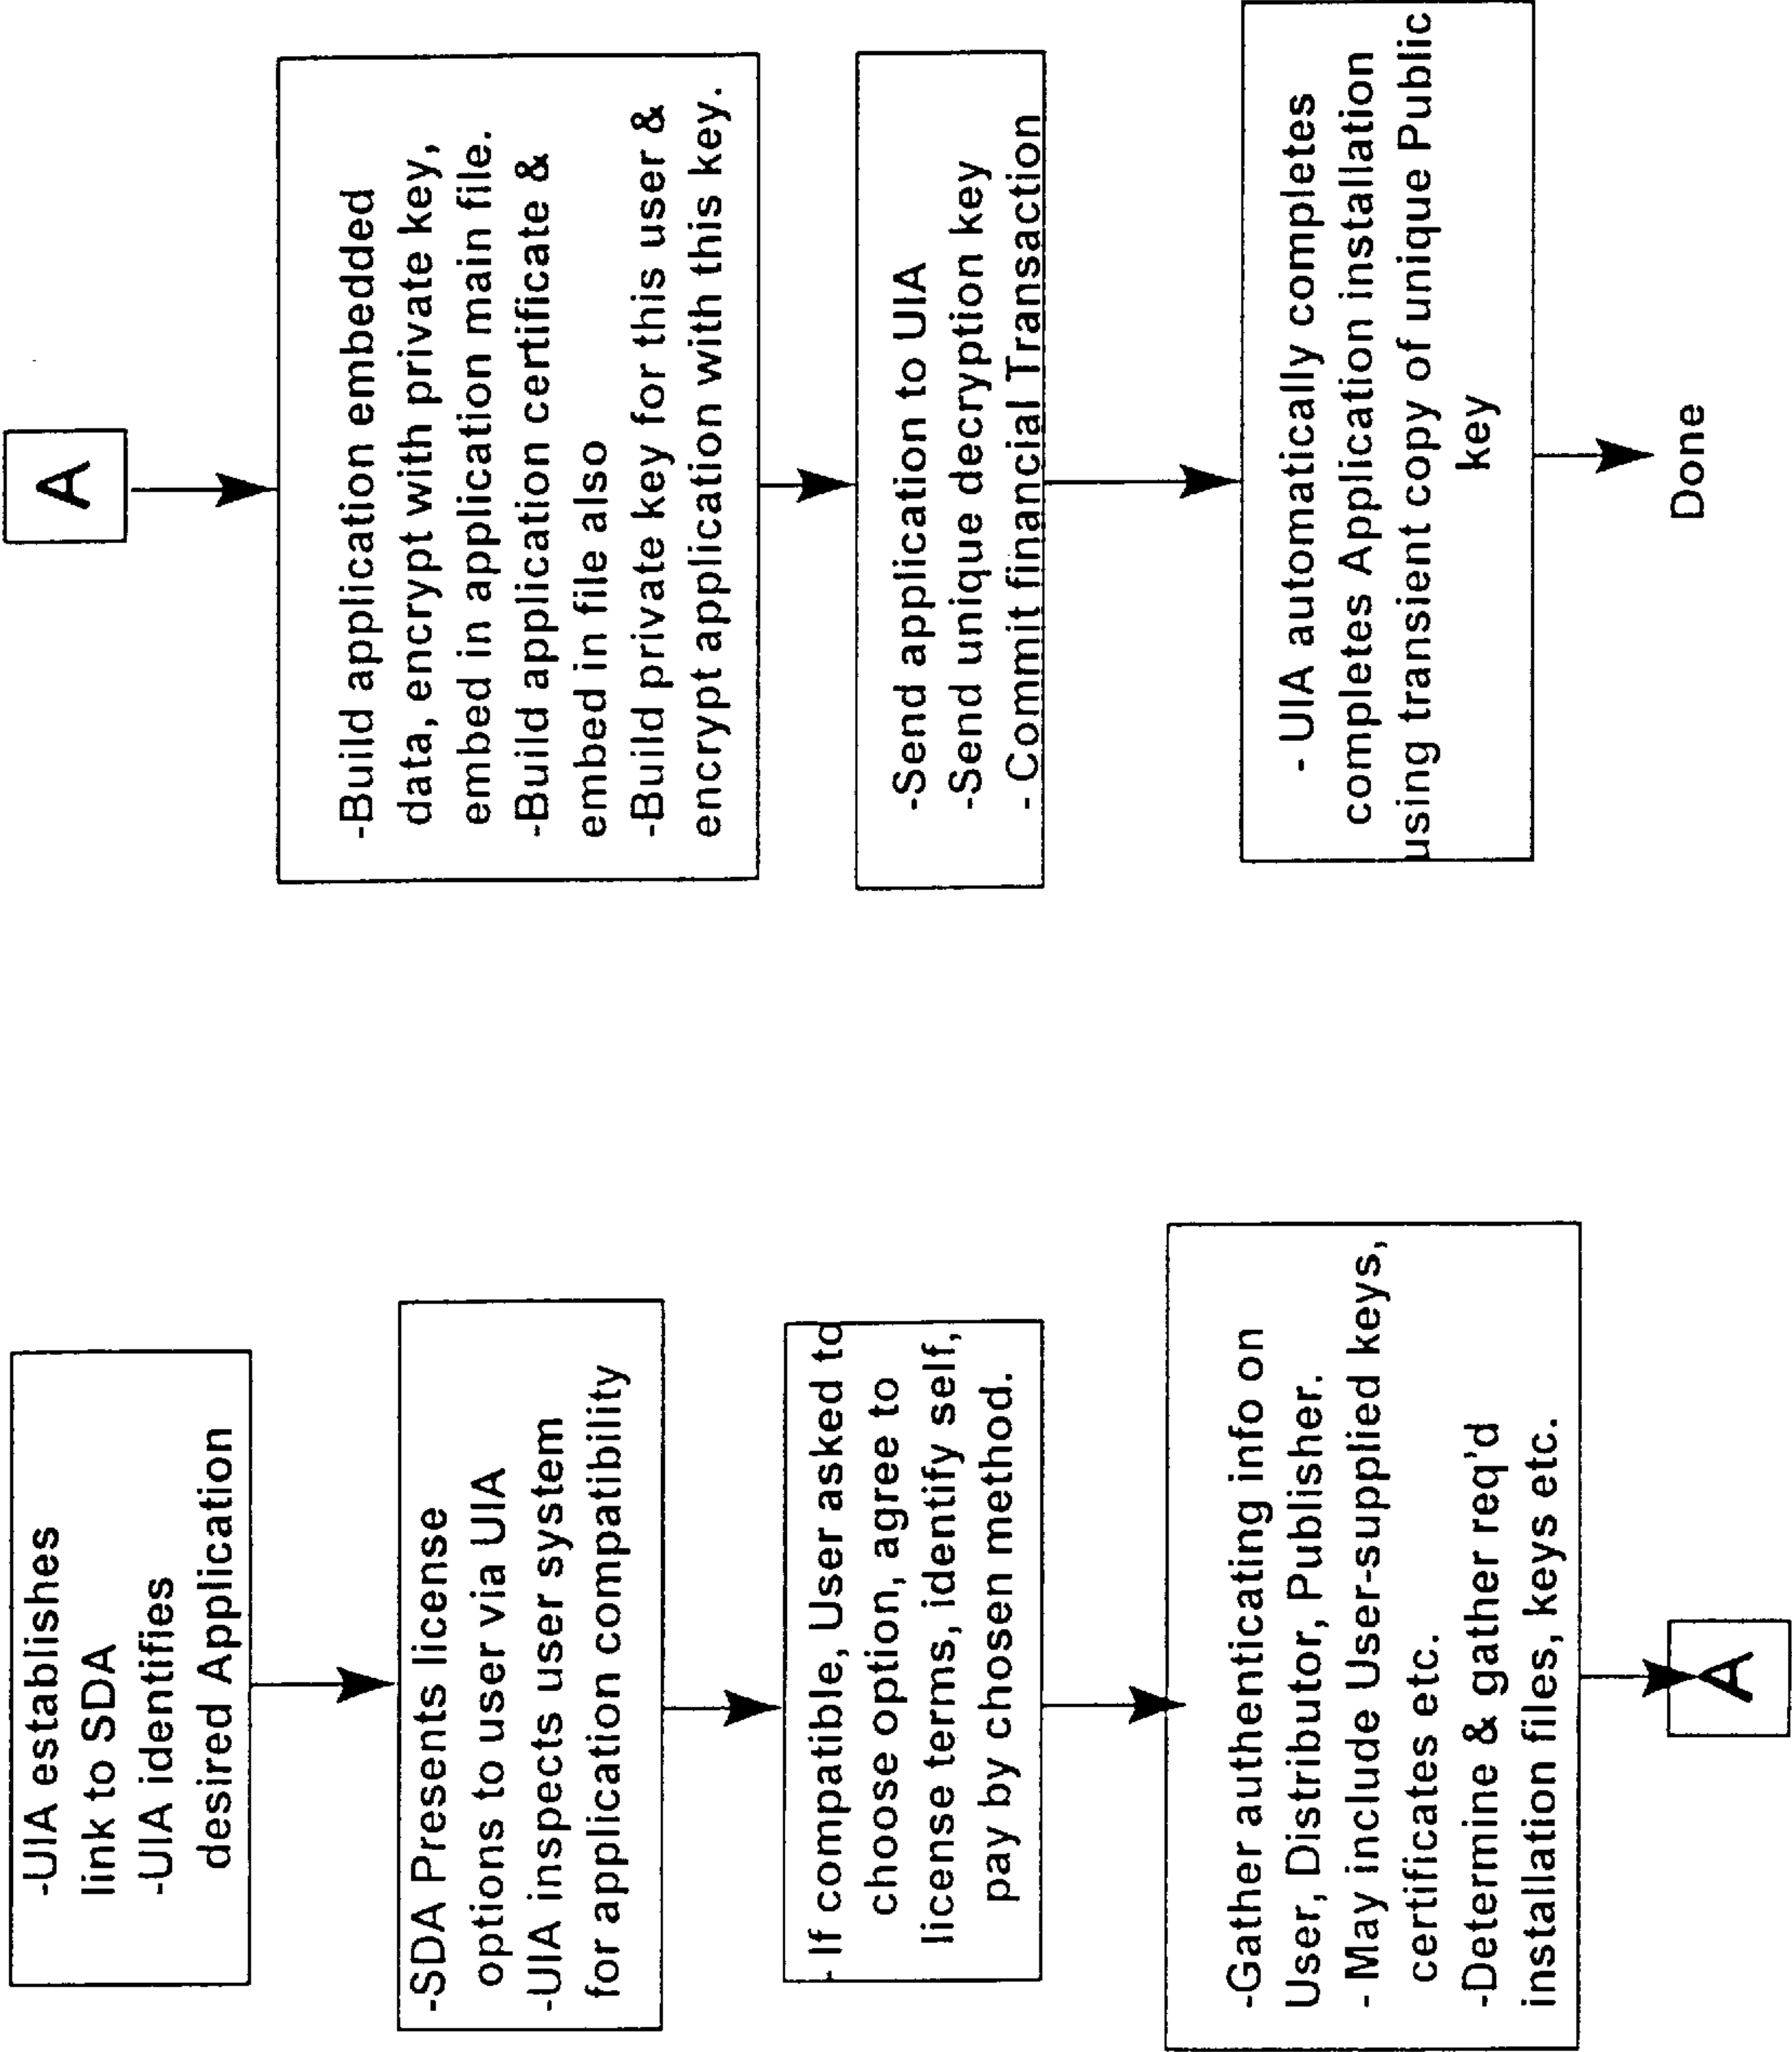 -UIA establishes
link to SDA
-UIA identifies
desired Application
-SDA Presents license
options to user via UIA
-UIA inspects user system
for application compatibility
- If compatible, User asked to
choose option, agree to
license terms, identify self,
pay by chosen method.
-Gather authenticating info on
User, Distributor, Publisher.
- May include User-supplied keys,
certificates etc.
-Determine & gather req'd
installation files, keys etc.
A
A
-Build application embedded
data, encrypt with private key,
embed in application main file.
-Build application certificate &
embed in file also
-Build private key for this user &
encrypt application with this key.
-Send application to UIA
-Send unique decryption key
- Commit financial Transaction
- UIA automatically completes
completes Application installation
using transient copy of unique Public
key
Done